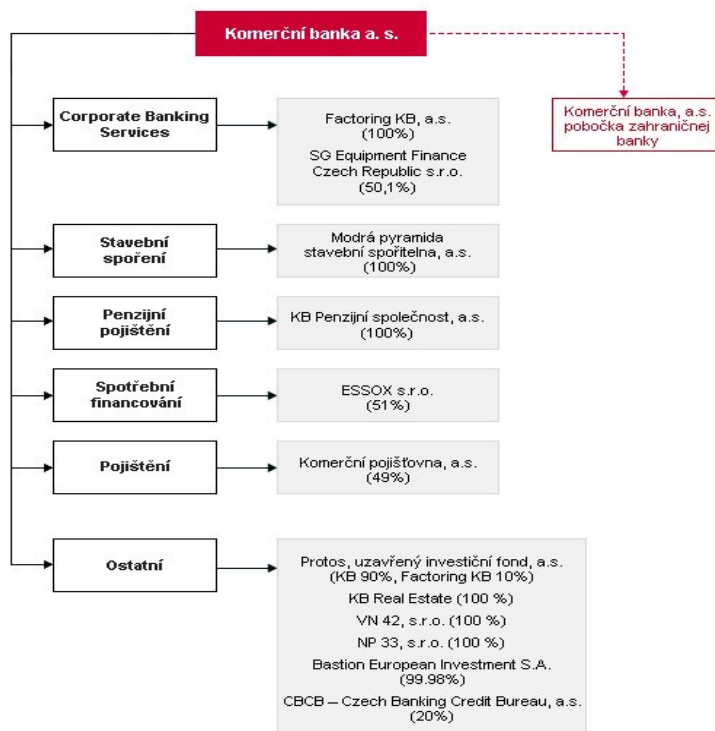 Komerční banka a. s.
Komerční banka, a.s.
pobočka zahraničnej
banky
Corporate Banking
Services
Factoring KB, a.s.
(100%)
SG Equipment Finance
Czech Republic s.r.o.
(50,1%)
Stavební
spoření
Modrá pyramida
stavební spořitelna, a.s.
(100%)
Penzijní
pojištění
KB Penzijní společnost, a.s.
(100%)
Spotřební
financování
ESSOX s.r.o.
(51%)
Pojištění
Komerční pojišťovna, a.s.
(49%)
Ostatní
Protos, uzavřený investiční fond, a.s.
(KB 90%, Factoring KB 10%)
KB Real Estate (100 %)
VN 42, s.r.o. (100 %)
NP 33, s.r.o. (100 %)
Bastion European Investment S.A.
(99.98%)
CBCB – Czech Banking Credit Bureau, a.s.
(20%)